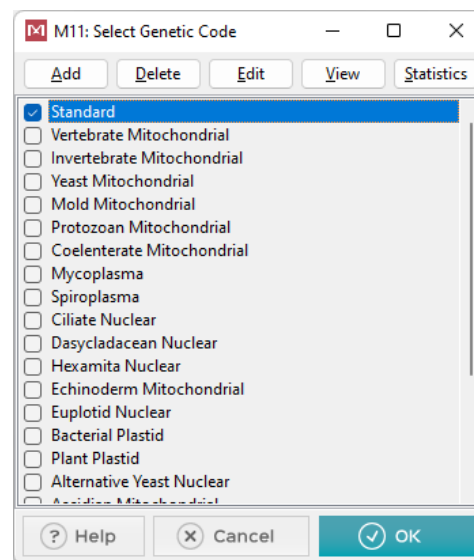 M11: Select Genetic Code
Add Delete Edit View Statistics
Standard
Vertebrate Mitochondrial
Invertebrate Mitochondrial
Yeast Mitochondrial
Mold Mitochondrial
Protozoan Mitochondrial
Coelenterate Mitochondrial
Mycoplasma
Spiroplasma
Ciliate Nuclear
Dasycladacean Nuclear
Hexamita Nuclear
Echinoderm Mitochondrial
Euplotid Nuclear
Bacterial Plastid
Plant Plastid
Alternative Yeast Nuclear
Help Cancel OK